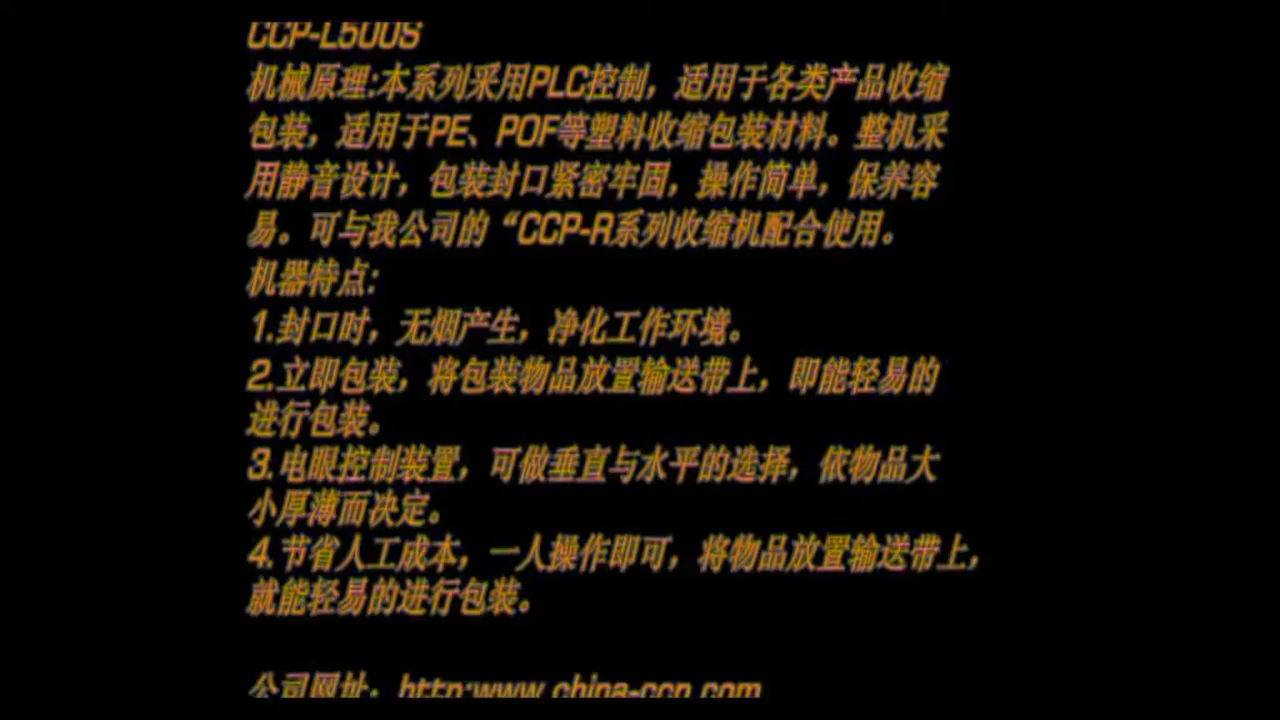 CCP-L500S
机械原理:本系列采用PLC控制，适用于各类产品收缩
包装，适用于PE、POF等塑料收缩包装材料。整机采
用静音设计，包装封口紧密牢固，操作简单，保养容
易。可与我公司的“CCP-R系列收缩机配合使用。
机器特点:
1.封口时，无烟产生，净化工作环境。
2.立即包装，将包装物品放置输送带上，即能轻易的
进行包装。
3.电眼控制装置，可做垂直与水平的选择，依物品大
小厚薄而决定。
4.节省人工成本，一人操作即可，将物品放置输送带上，
就能轻易的进行包装。
公司网址：http:www.china-ccp.com